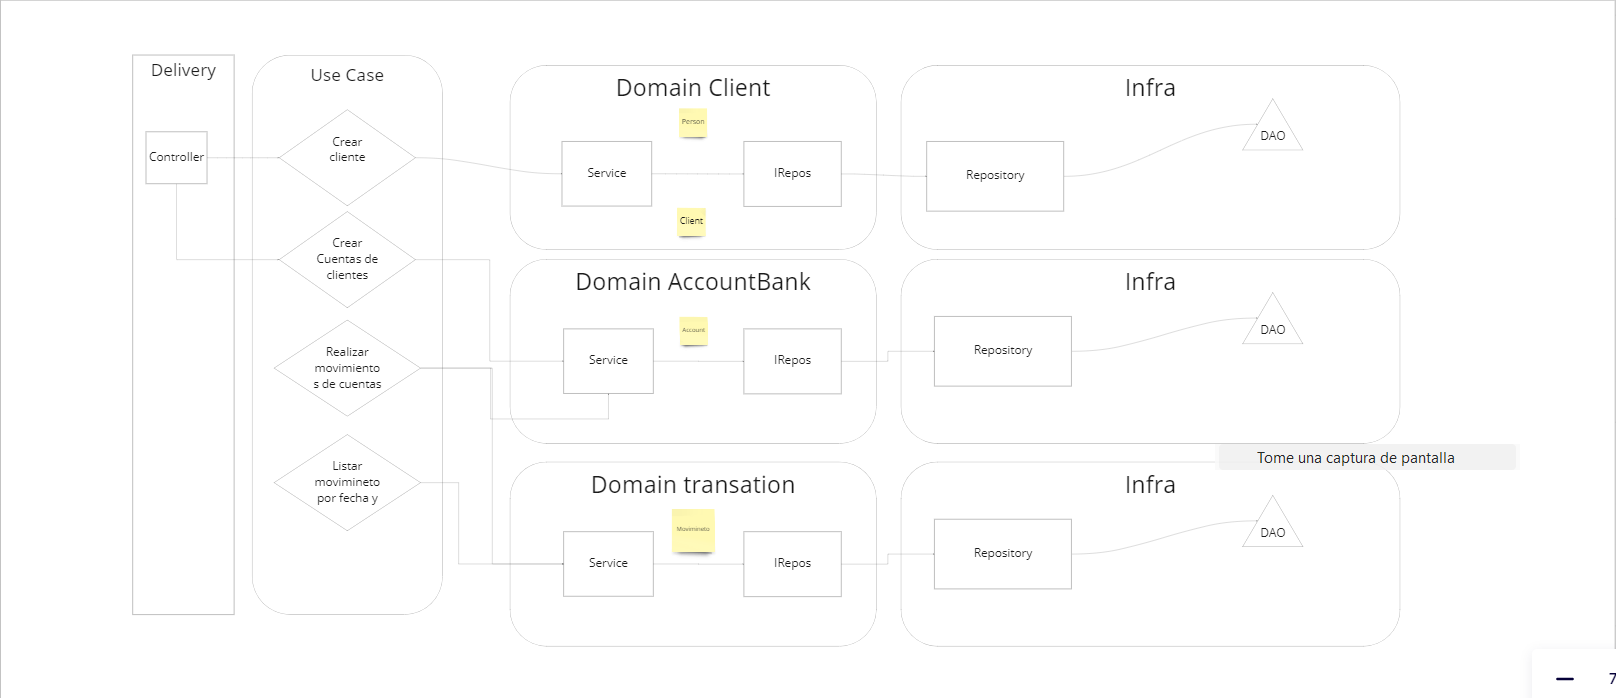 Delivery
Controller
Use Case
Crear
cliente
Crear
Cuentas de
clientes
Realizar
movimiento
s de cuentas
Listar
movimineto
por fecha y
Domain Client
Person
Service
IRepos
Client
Infra
Repository
DAO
Domain AccountBank
Account
Service
IRepos
Infra
Repository
DAO
Tome una captura de pantalla
Domain transation
Movimineto
Service
IRepos
Infra
Repository
DAO
7